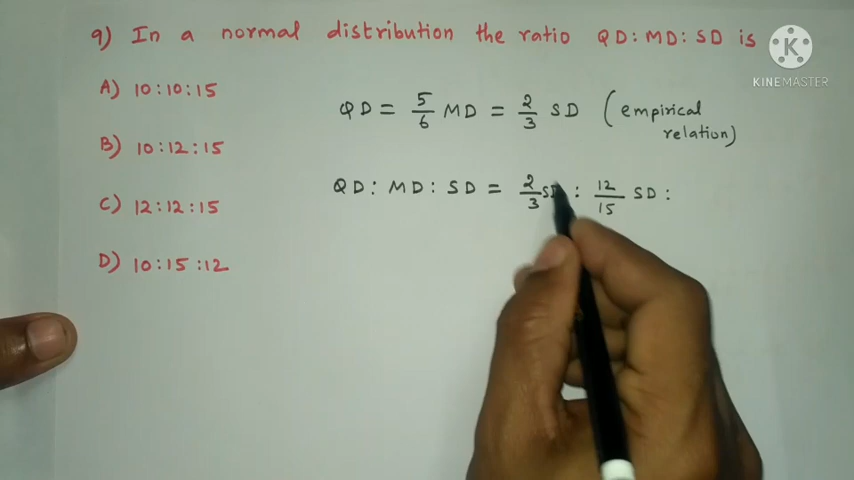 9) In a normal distribution the ratio QD: MD: SD is
A) 10:10:15
B) 10:12:15
C) 12:12:15
D) 10:15:12
QD = 5/6 MD = 2/3 SD (empirical relation)
QD: MD: SD = 2/3 SD : 12/15 SD :
K
KINEMASTER